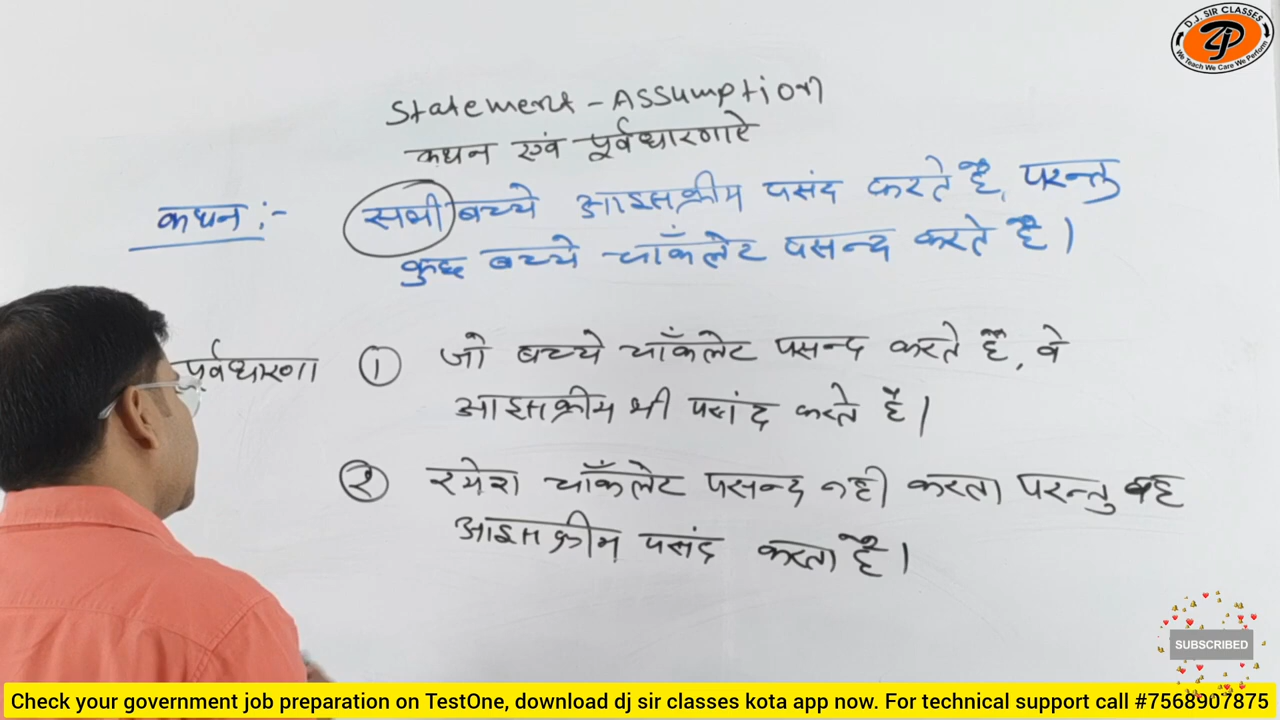 D.J. SIR CLASSES
We Teach We Care We Perform
Statement - Assumption
कथन एवं पूर्वधारणाऐ
कथन :- सभी बच्चे आइसक्रीम पसंद करते है, परन्तु
कुछ बच्चे चॉकलेट पसन्द करते है।
पूर्वधारणा ① जो बच्चे चॉकलेट पसन्द करते है, वे
आइसक्रीम भी पसंद करते है।
② रमेश चॉकलेट पसन्द नही करता परन्तु वह
आइसक्रीम पसंद करता है।
SUBSCRIBED
Check your government job preparation on TestOne, download dj sir classes kota app now. For technical support call #7568907875